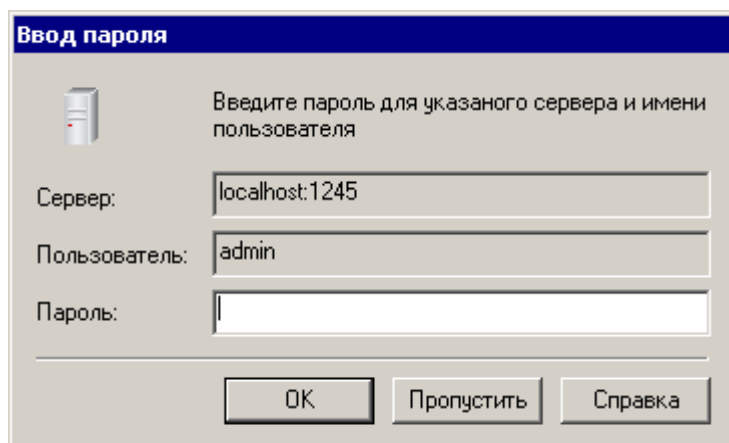 Ввод пароля
Введите пароль для указаного сервера и имени
пользователя
Сервер: localhost:1245
Пользователь: admin
Пароль:
OK Пропустить Справка